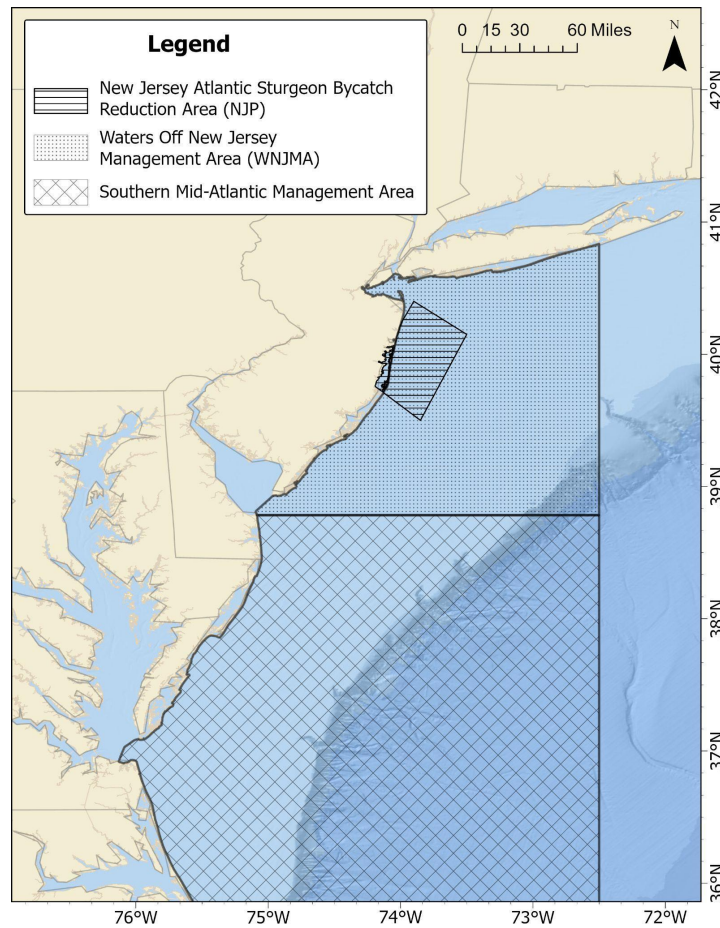 Legend
New Jersey Atlantic Sturgeon Bycatch
Reduction Area (NJP)
Waters Off New Jersey
Management Area (WNJMA)
Southern Mid-Atlantic Management Area
0 15 30 60 Miles
N
42°N
41°N
40°N
39°N
38°N
37°N
36°N
76°W 75°W 74°W 73°W 72°W